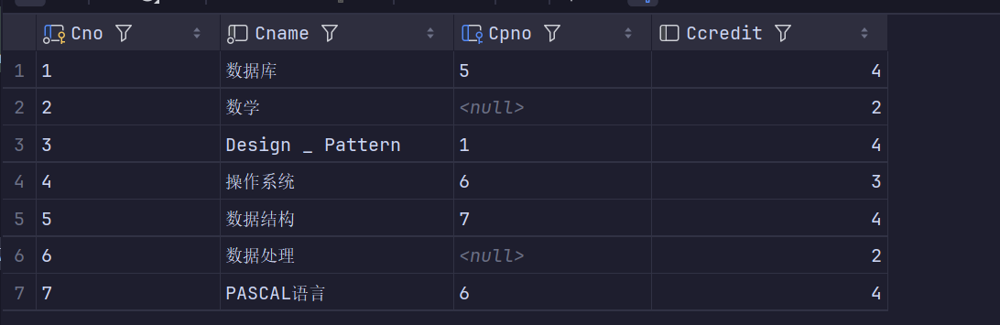 Cno Cname Cpno Ccredit
1 1 数据库 5 4
2 2 数学 <null> 2
3 3 Design _ Pattern 1 4
4 4 操作系统 6 3
5 5 数据结构 7 4
6 6 数据处理 <null> 2
7 7 PASCAL语言 6 4